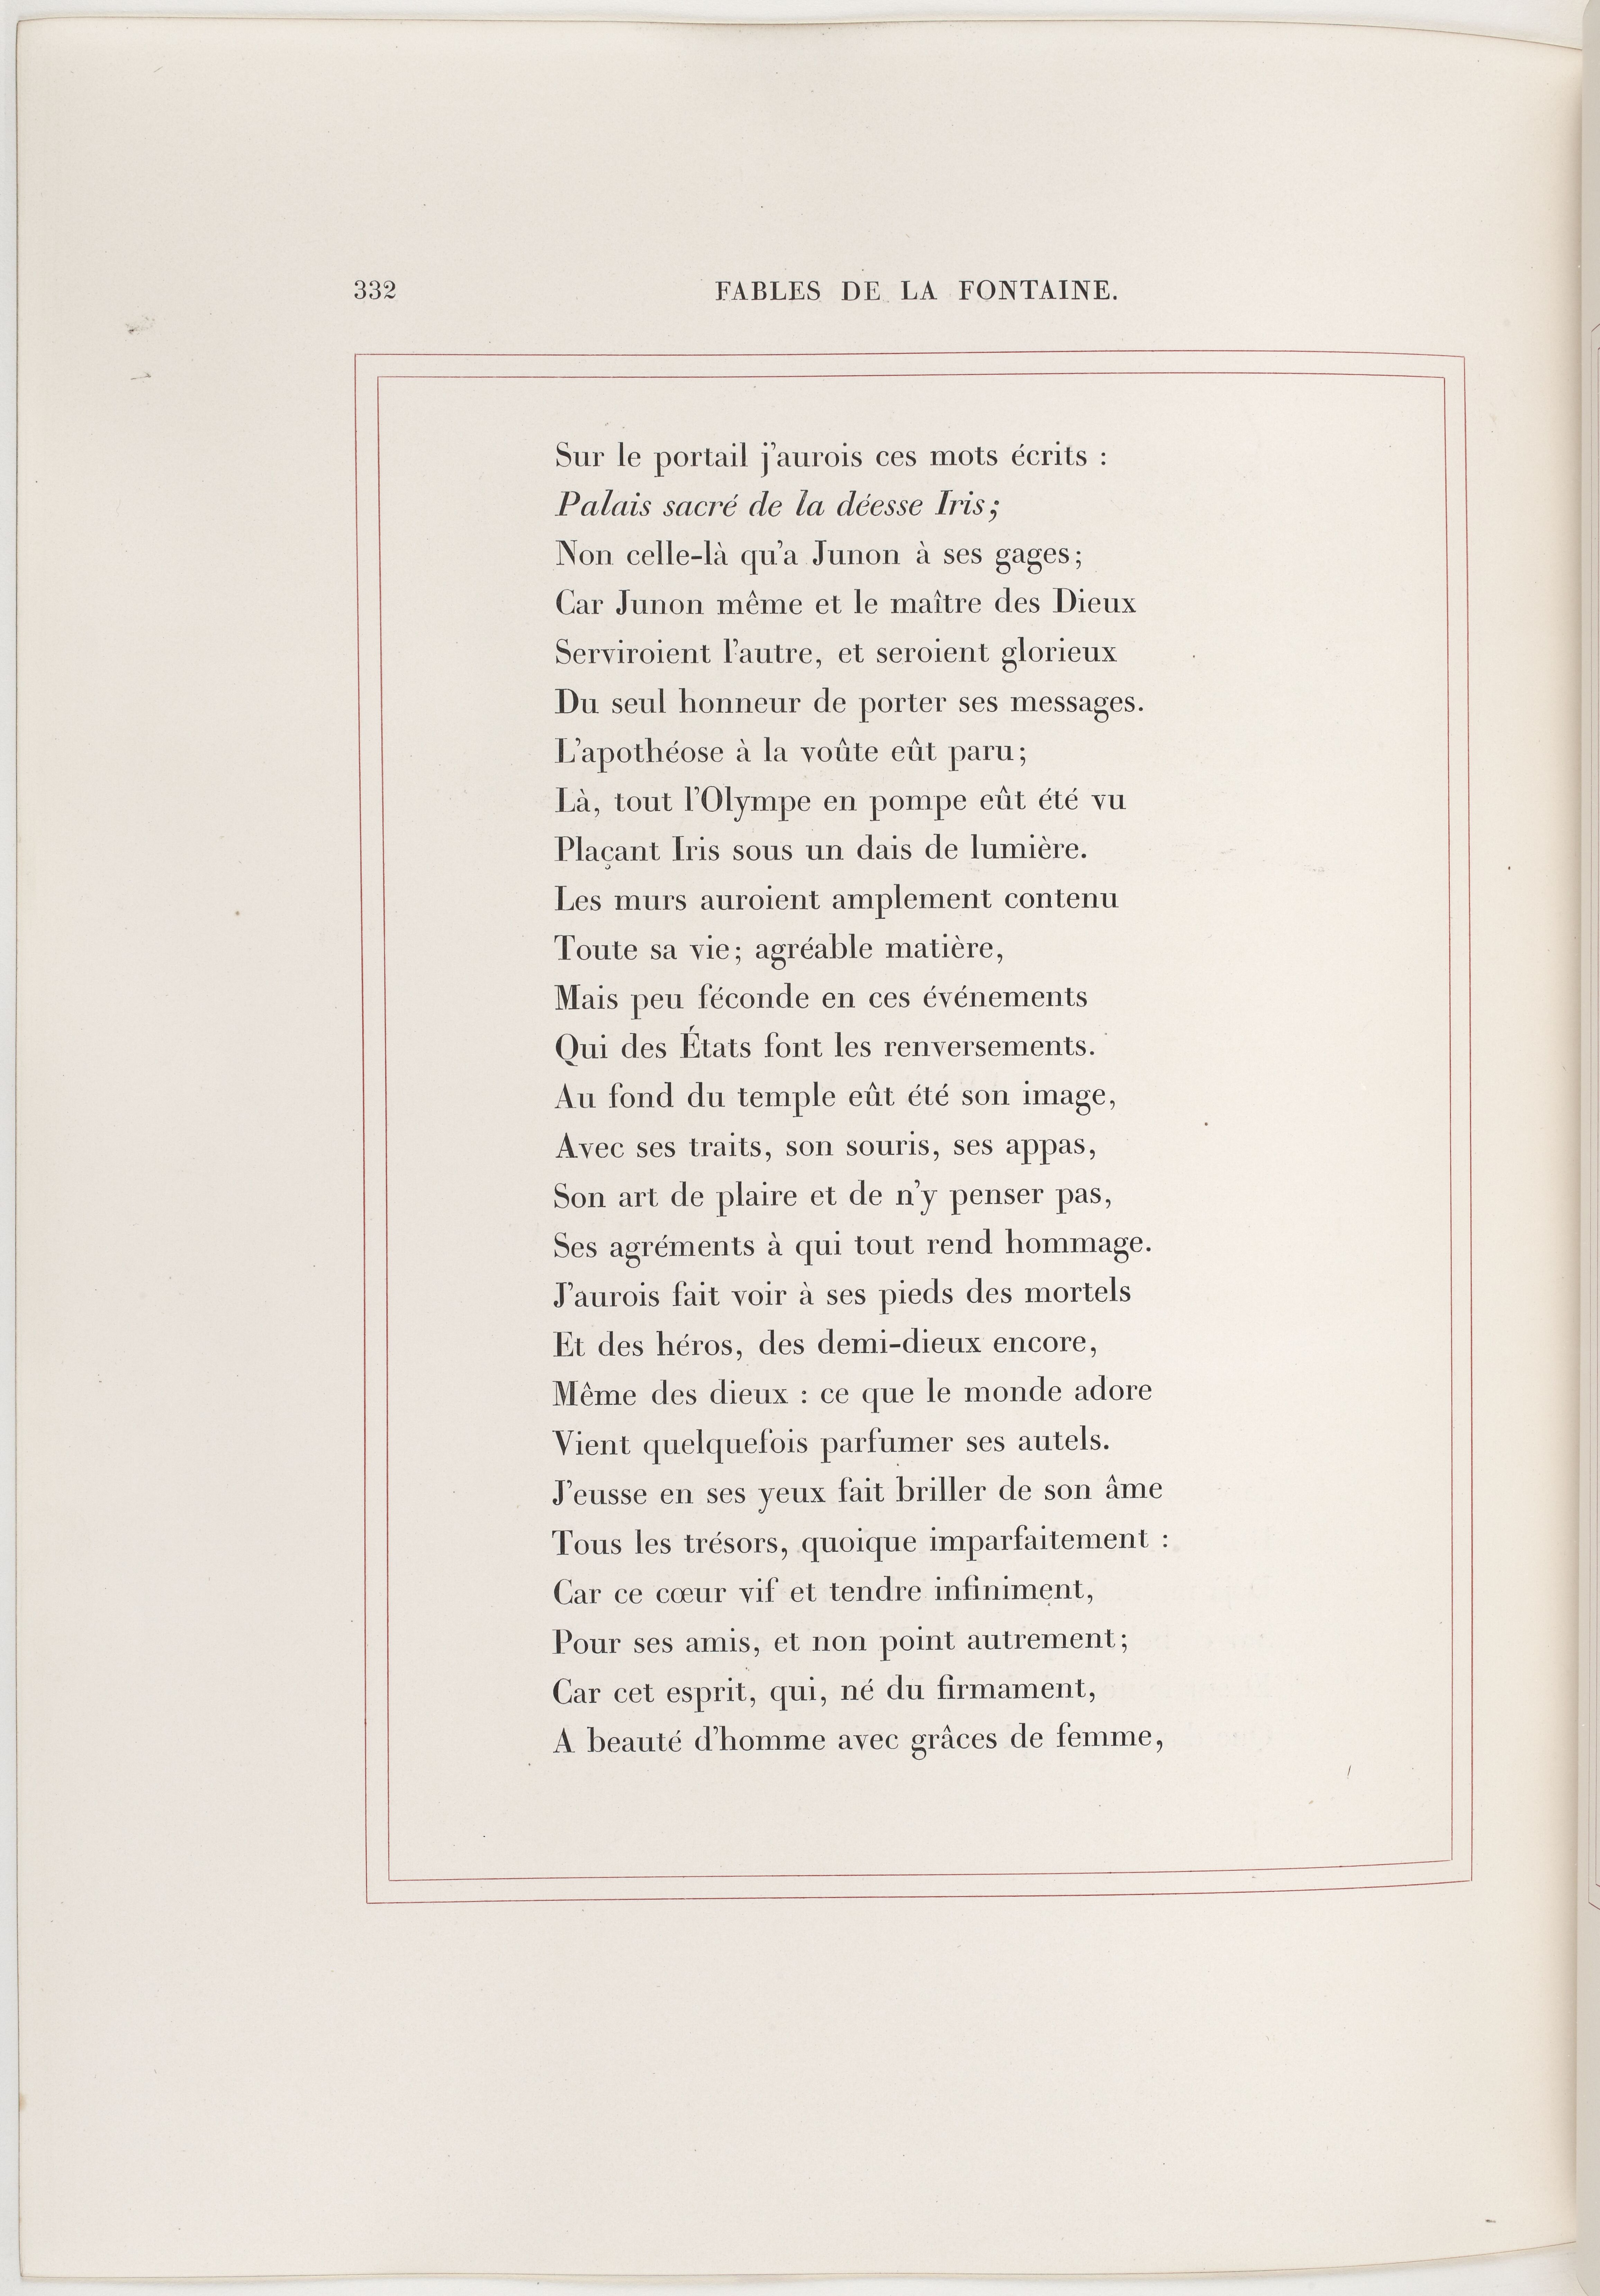 332
FABLES DE LA FONTAINE.
Sur le portail j'aurois ces mots écrits :
Palais sacré de la déesse Iris;
Non celle-là qu'a Junon à ses gages;
Car Junon même et le maître des Dieux
Serviroient l'autre, et seroient glorieux
Du seul honneur de porter ses messages.
L'apothéose à la voûte eût paru;
Là, tout l'Olympe en pompe eût été vu
Plaçant Iris sous un dais de lumière.
Les murs auroient amplement contenu
Toute sa vie; agréable matière,
Mais peu féconde en ces événements
Qui des États font les renversements.
Au fond du temple eût été son image,
Avec ses traits, son souris, ses appas,
Son art de plaire et de n'y penser pas,
Ses agréments à qui tout rend hommage.
J'aurois fait voir à ses pieds des mortels
Et des héros, des demi-dieux encore,
Même des dieux : ce que le monde adore
Vient quelquefois parfumer ses autels.
J'eusse en ses yeux fait briller de son âme
Tous les trésors, quoique imparfaitement :
Car ce cœur vif et tendre infiniment,
Pour ses amis, et non point autrement;
Car cet esprit, qui, né du firmament,
A beauté d'homme avec grâces de femme,